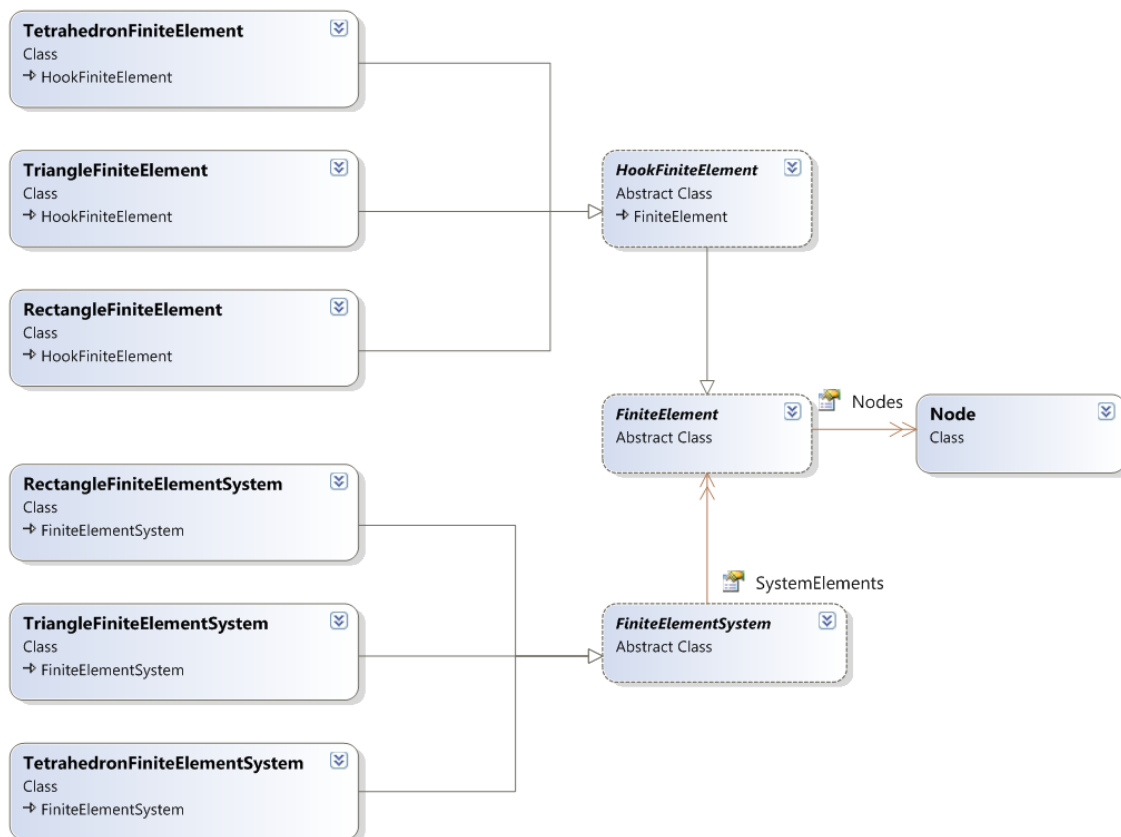 TetrahedronFiniteElement
Class
HookFiniteElement
TriangleFiniteElement
Class
HookFiniteElement
RectangleFiniteElement
Class
HookFiniteElement
HookFiniteElement
Abstract Class
FiniteElement
FiniteElement
Abstract Class
Nodes
Node
Class
RectangleFiniteElementSystem
Class
FiniteElementSystem
TriangleFiniteElementSystem
Class
FiniteElementSystem
TetrahedronFiniteElementSystem
Class
FiniteElementSystem
SystemElements
FiniteElementSystem
Abstract Class